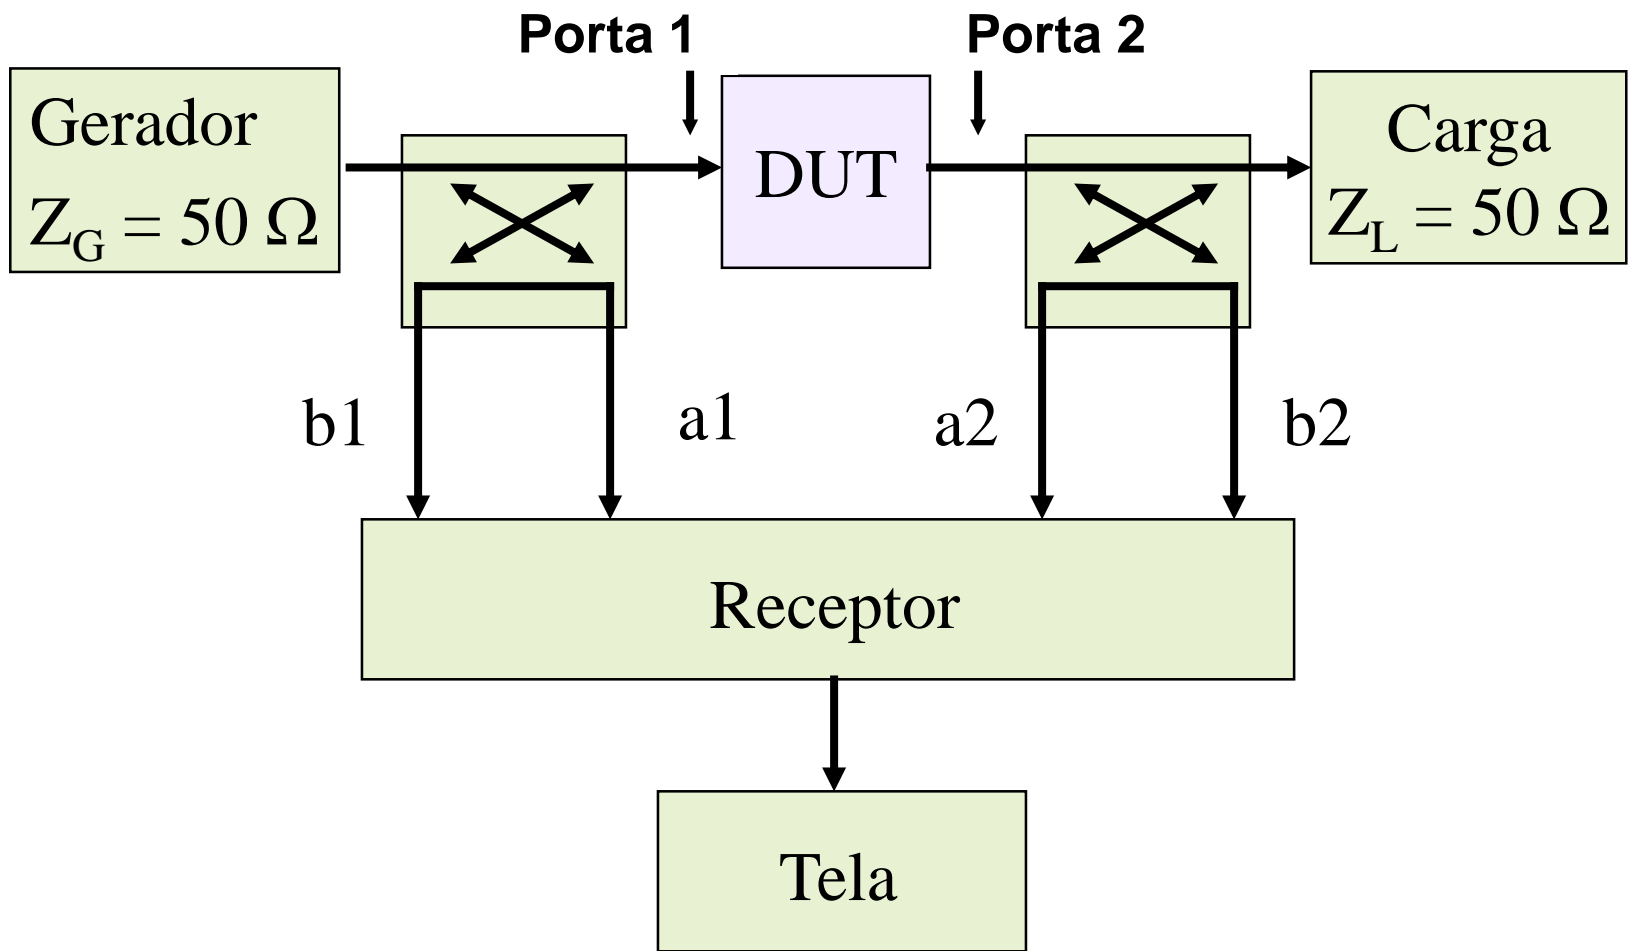 Porta 1
Porta 2
Gerador
Z_G = 50 Ω
DUT
Carga
Z_L = 50 Ω
b1
a1
a2
b2
Receptor
Tela